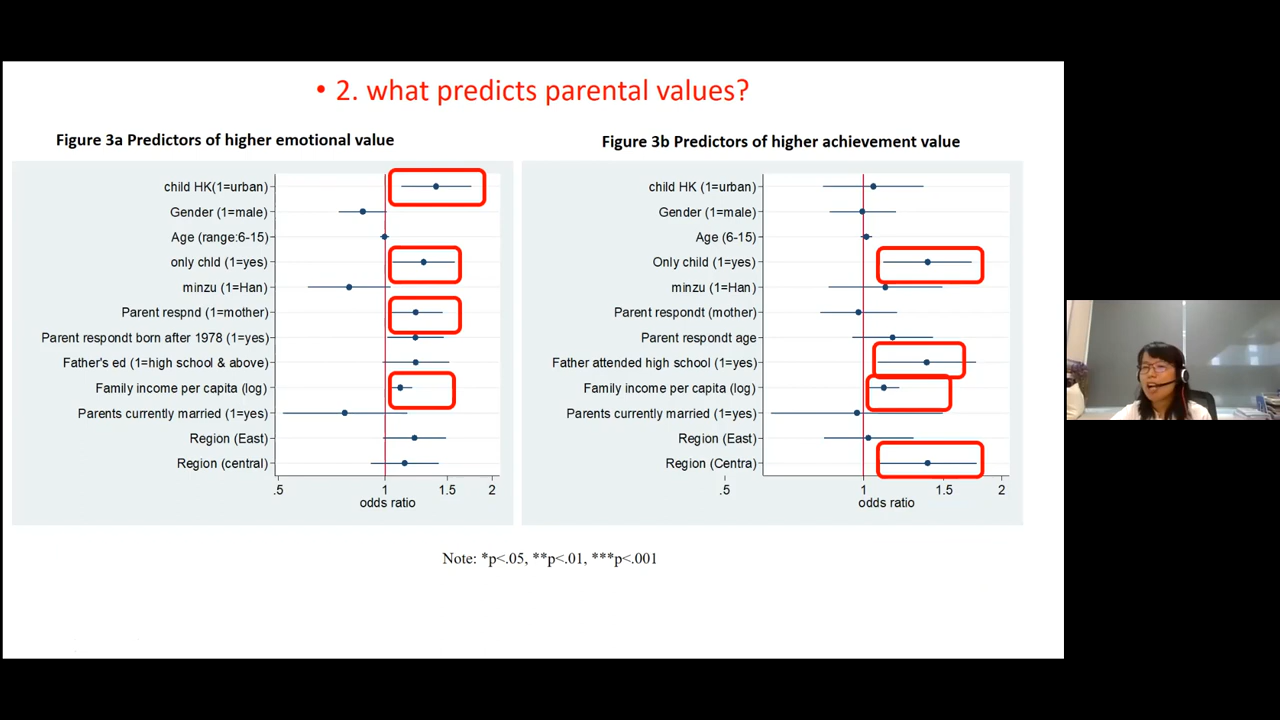 • 2. what predicts parental values?
Figure 3a Predictors of higher emotional value
child HK(1=urban)
Gender (1=male)
Age (range:6-15)
only chld (1=yes)
minzu (1=Han)
Parent respnd (1=mother)
Parent respondt born after 1978 (1=yes)
Father's ed (1=high school & above)
Family income per capita (log)
Parents currently married (1=yes)
Region (East)
Region (central)
.5 1 1.5 2
odds ratio
Figure 3b Predictors of higher achievement value
child HK (1=urban)
Gender (1=male)
Age (6-15)
Only child (1=yes)
minzu (1=Han)
Parent respondt (mother)
Parent respondt age
Father attended high school (1=yes)
Family income per capita (log)
Parents currently married (1=yes)
Region (East)
Region (Centra)
.5 1 1.5 2
odds ratio
Note: *p<.05, **p<.01, ***p<.001